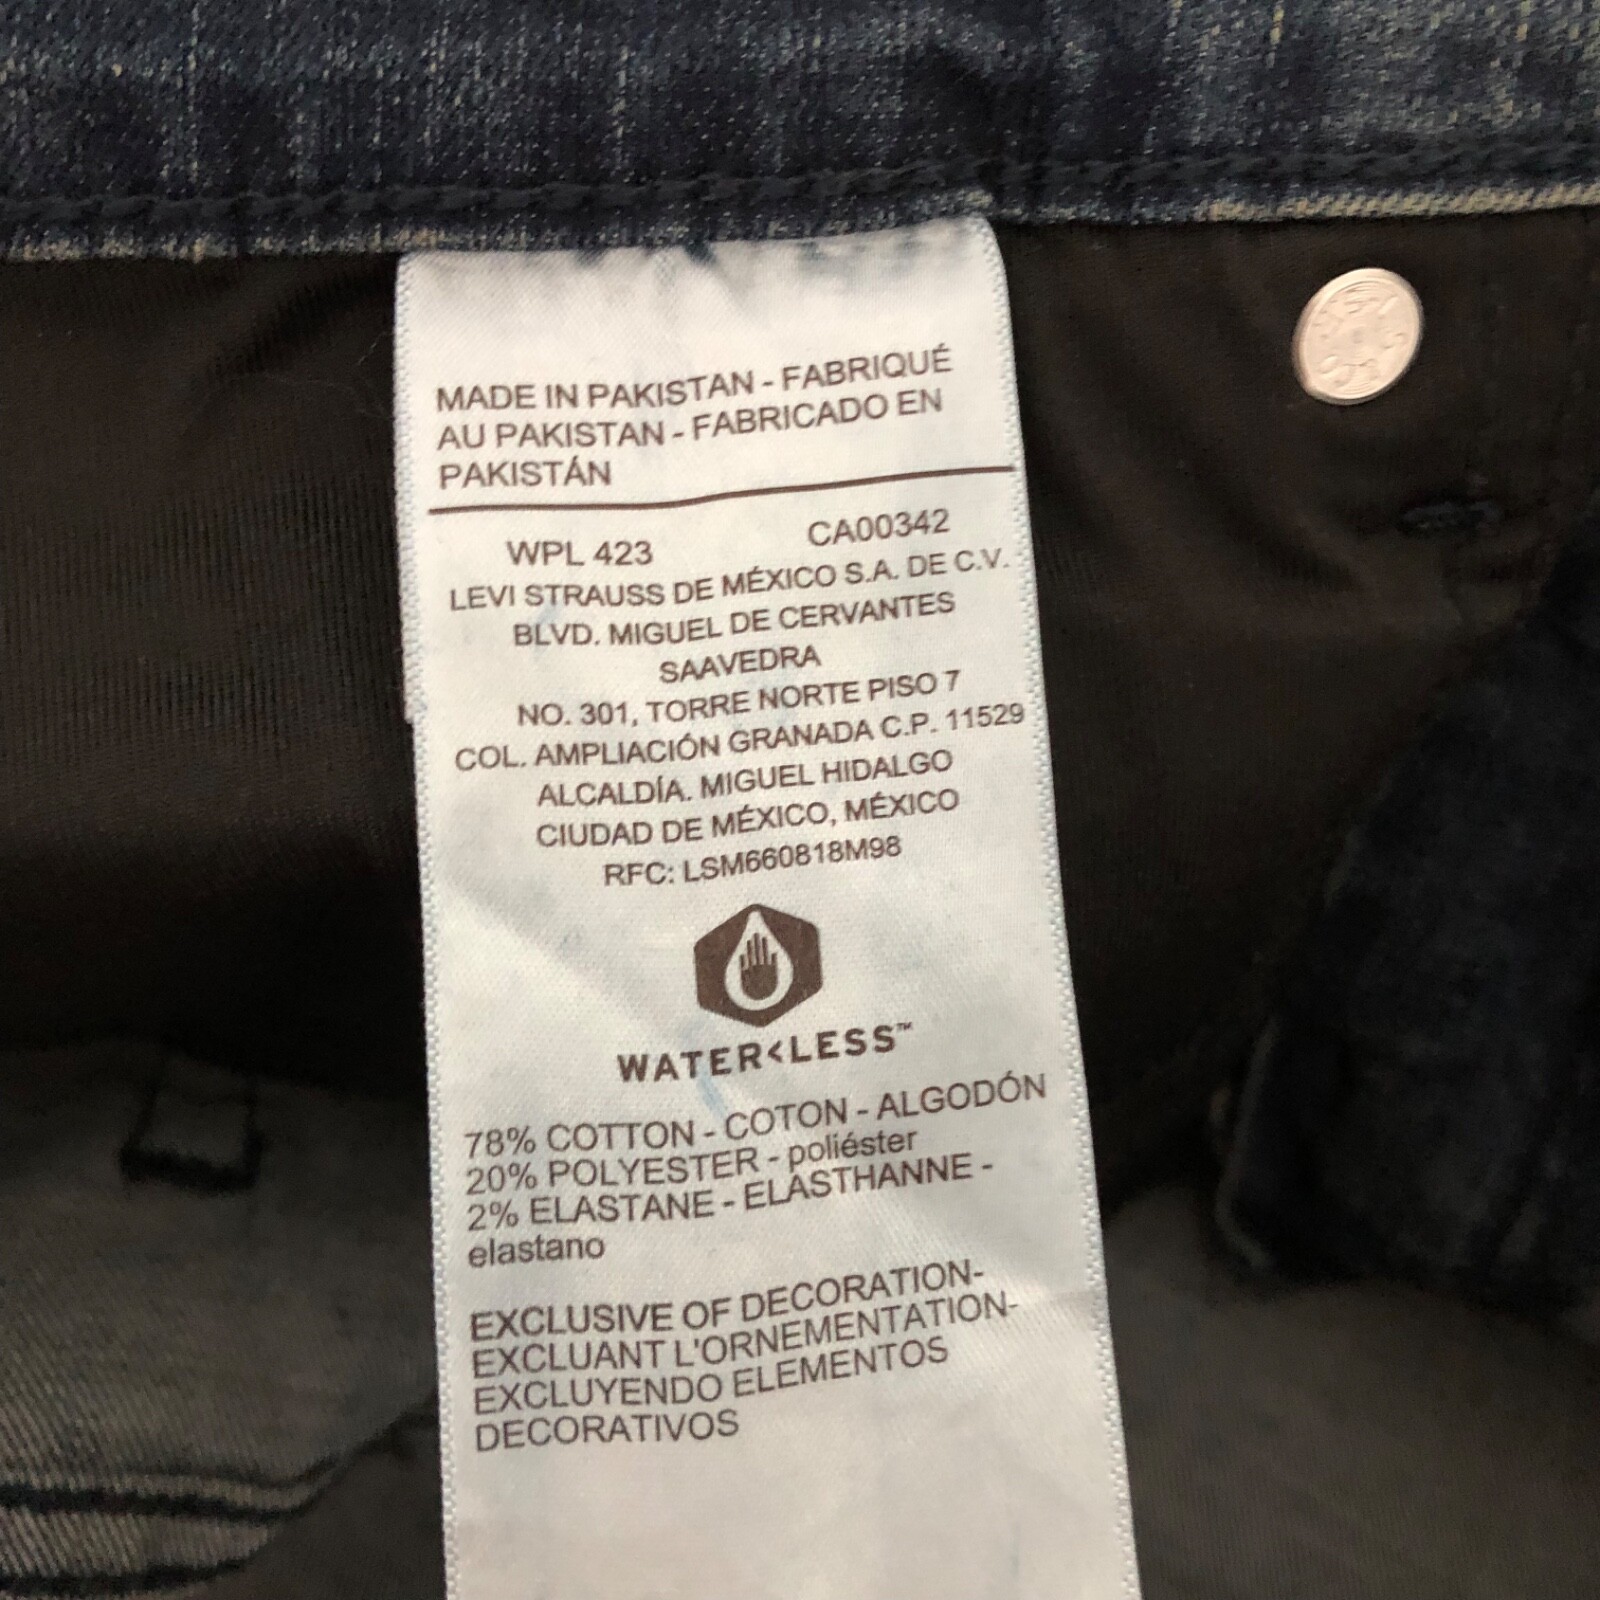 MADE IN PAKISTAN - FABRIQUÉ
AU PAKISTAN - FABRICADO EN
PAKISTÁN
WPL 423 CA00342
LEVI STRAUSS DE MÉXICO S.A. DE C.V.
BLVD. MIGUEL DE CERVANTES
SAAVEDRA
NO. 301, TORRE NORTE PISO 7
COL. AMPLIACIÓN GRANADA C.P. 11529
ALCALDÍA. MIGUEL HIDALGO
CIUDAD DE MÉXICO, MÉXICO
RFC: LSM660818M98
WATER<LESS™
78% COTTON - COTON - ALGODÓN
20% POLYESTER - poliéster
2% ELASTANE - ELASTHANNE -
elastano
EXCLUSIVE OF DECORATION-
EXCLUANT L'ORNEMENTATION-
EXCLUYENDO ELEMENTOS
DECORATIVOS